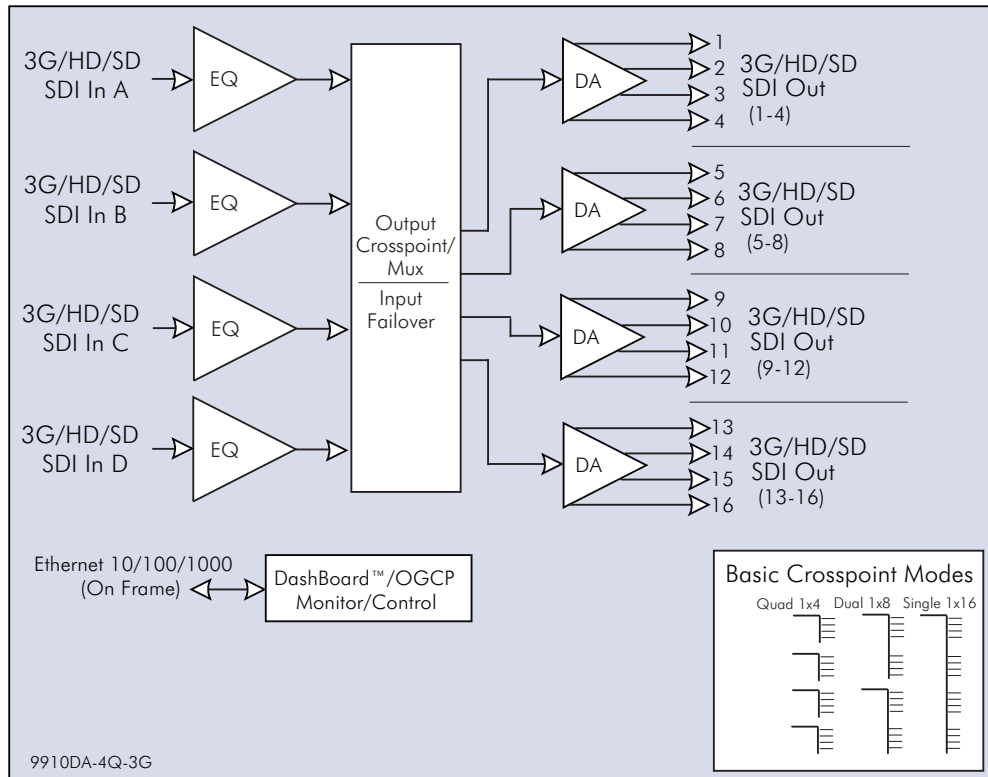 3G/HD/SD
SDI In A
EQ
3G/HD/SD
SDI In B
EQ
3G/HD/SD
SDI In C
EQ
3G/HD/SD
SDI In D
EQ
Output
Crosspoint/
Mux
Input
Failover
DA
1
2
3
4
3G/HD/SD
SDI Out
(1-4)
DA
5
6
7
8
3G/HD/SD
SDI Out
(5-8)
DA
9
10
11
12
3G/HD/SD
SDI Out
(9-12)
DA
13
14
15
16
3G/HD/SD
SDI Out
(13-16)
Ethernet 10/100/1000
(On Frame)
DashBoard™/OGCP
Monitor/Control
Basic Crosspoint Modes
Quad 1x4 Dual 1x8 Single 1x16
9910DA-4Q-3G